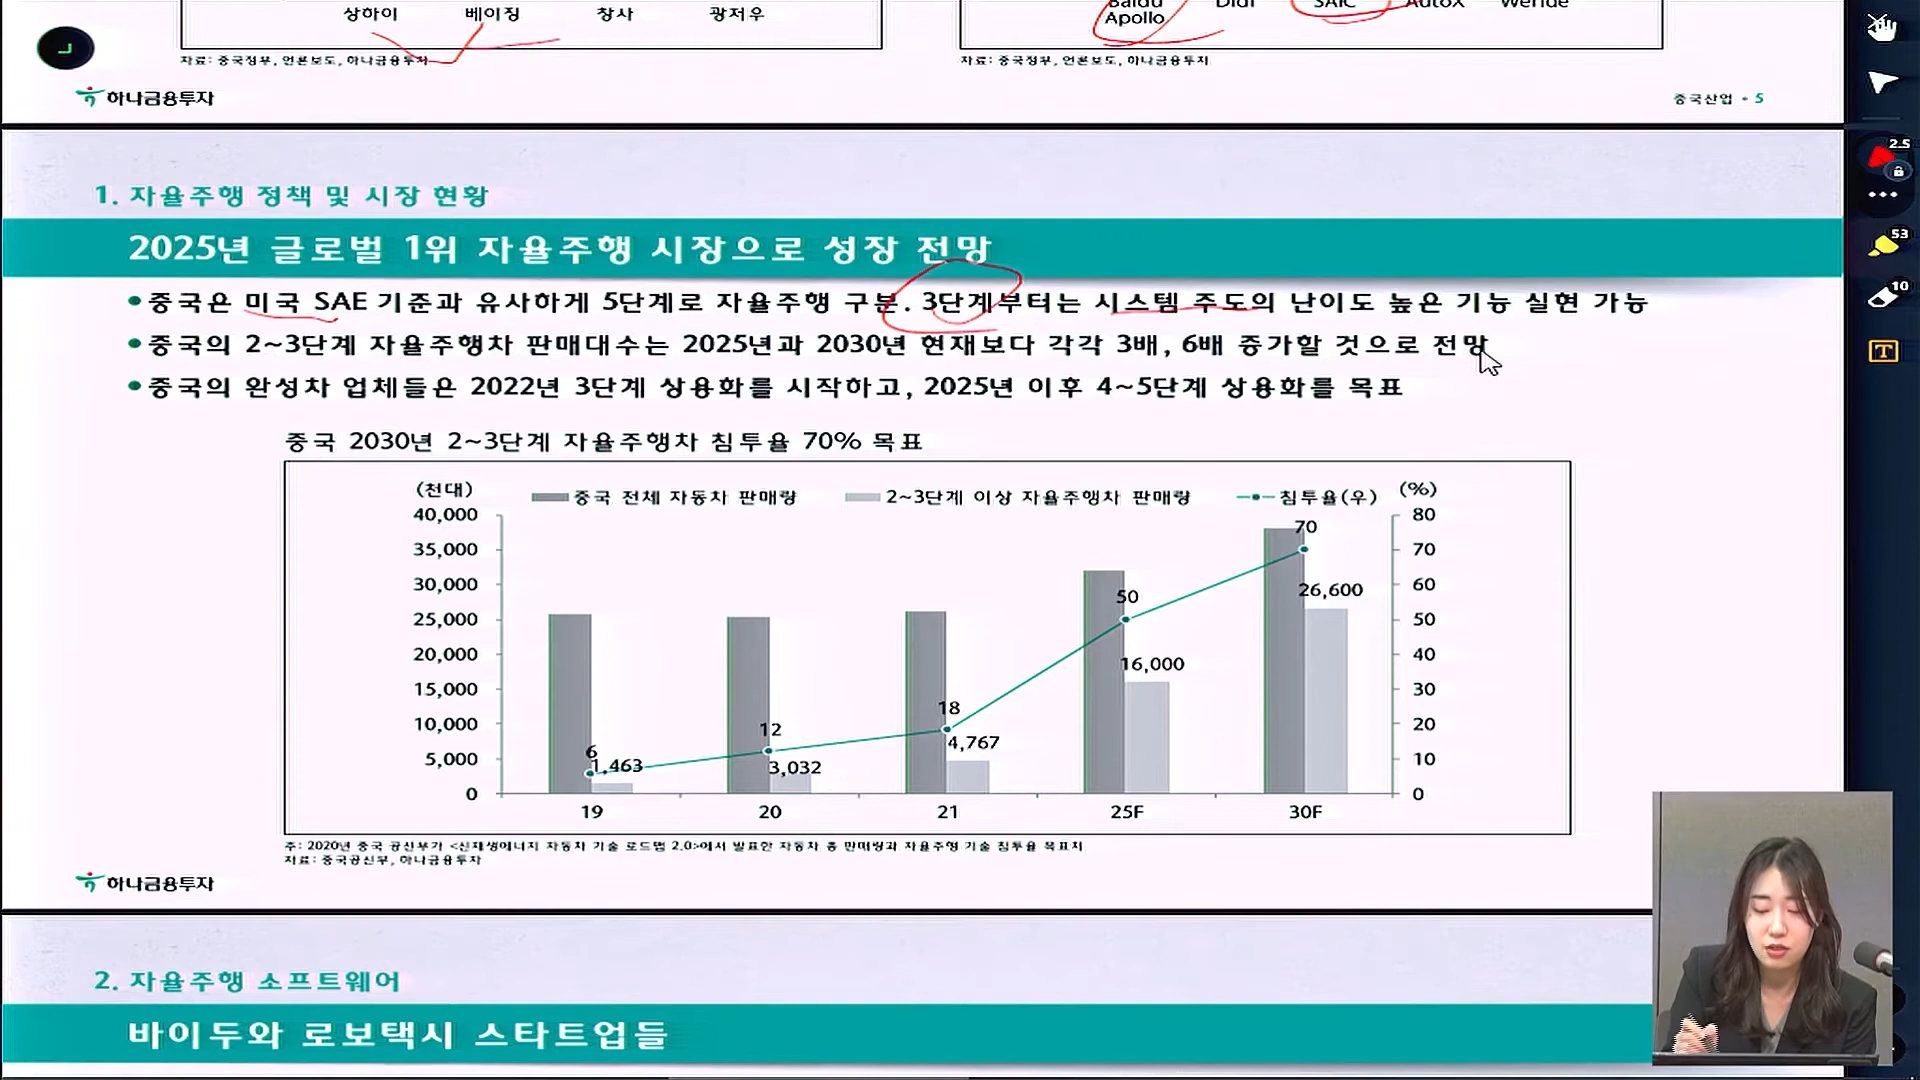 상하이 베이징 창사 광저우
Baidu Apollo Didi SAIC AutoX WeRide
자료: 중국정부, 언론보도, 하나금융투자
자료: 중국정부, 언론보도, 하나금융투자
하나금융투자
중국산업 • 5
1. 자율주행 정책 및 시장 현황
2025년 글로벌 1위 자율주행 시장으로 성장 전망
•중국은 미국 SAE 기준과 유사하게 5단계로 자율주행 구분. 3단계부터는 시스템 주도의 난이도 높은 기능 실현 가능
•중국의 2~3단계 자율주행차 판매대수는 2025년과 2030년 현재보다 각각 3배, 6배 증가할 것으로 전망
•중국의 완성차 업체들은 2022년 3단계 상용화를 시작하고, 2025년 이후 4~5단계 상용화를 목표
중국 2030년 2~3단계 자율주행차 침투율 70% 목표
(천대) 중국 전체 자동차 판매량 2~3단계 이상 자율주행차 판매량 침투율(우) (%)
40,000 80
70
35,000 70
30,000 60
26,600
50
25,000 50
20,000 40
16,000
15,000 30
18
10,000 20
12
4,767
6
5,000 10
1,463
3,032
0 0
19 20 21 25F 30F
주: 2020년 중국 공신부가 <신재생에너지 자동차 기술 로드맵 2.0>에서 발표한 자동차 총 판매량과 자율주행 기술 침투율 목표치
자료: 중국공신부, 하나금융투자
하나금융투자
2. 자율주행 소프트웨어
바이두와 로보택시 스타트업들
2.5
53
10
T